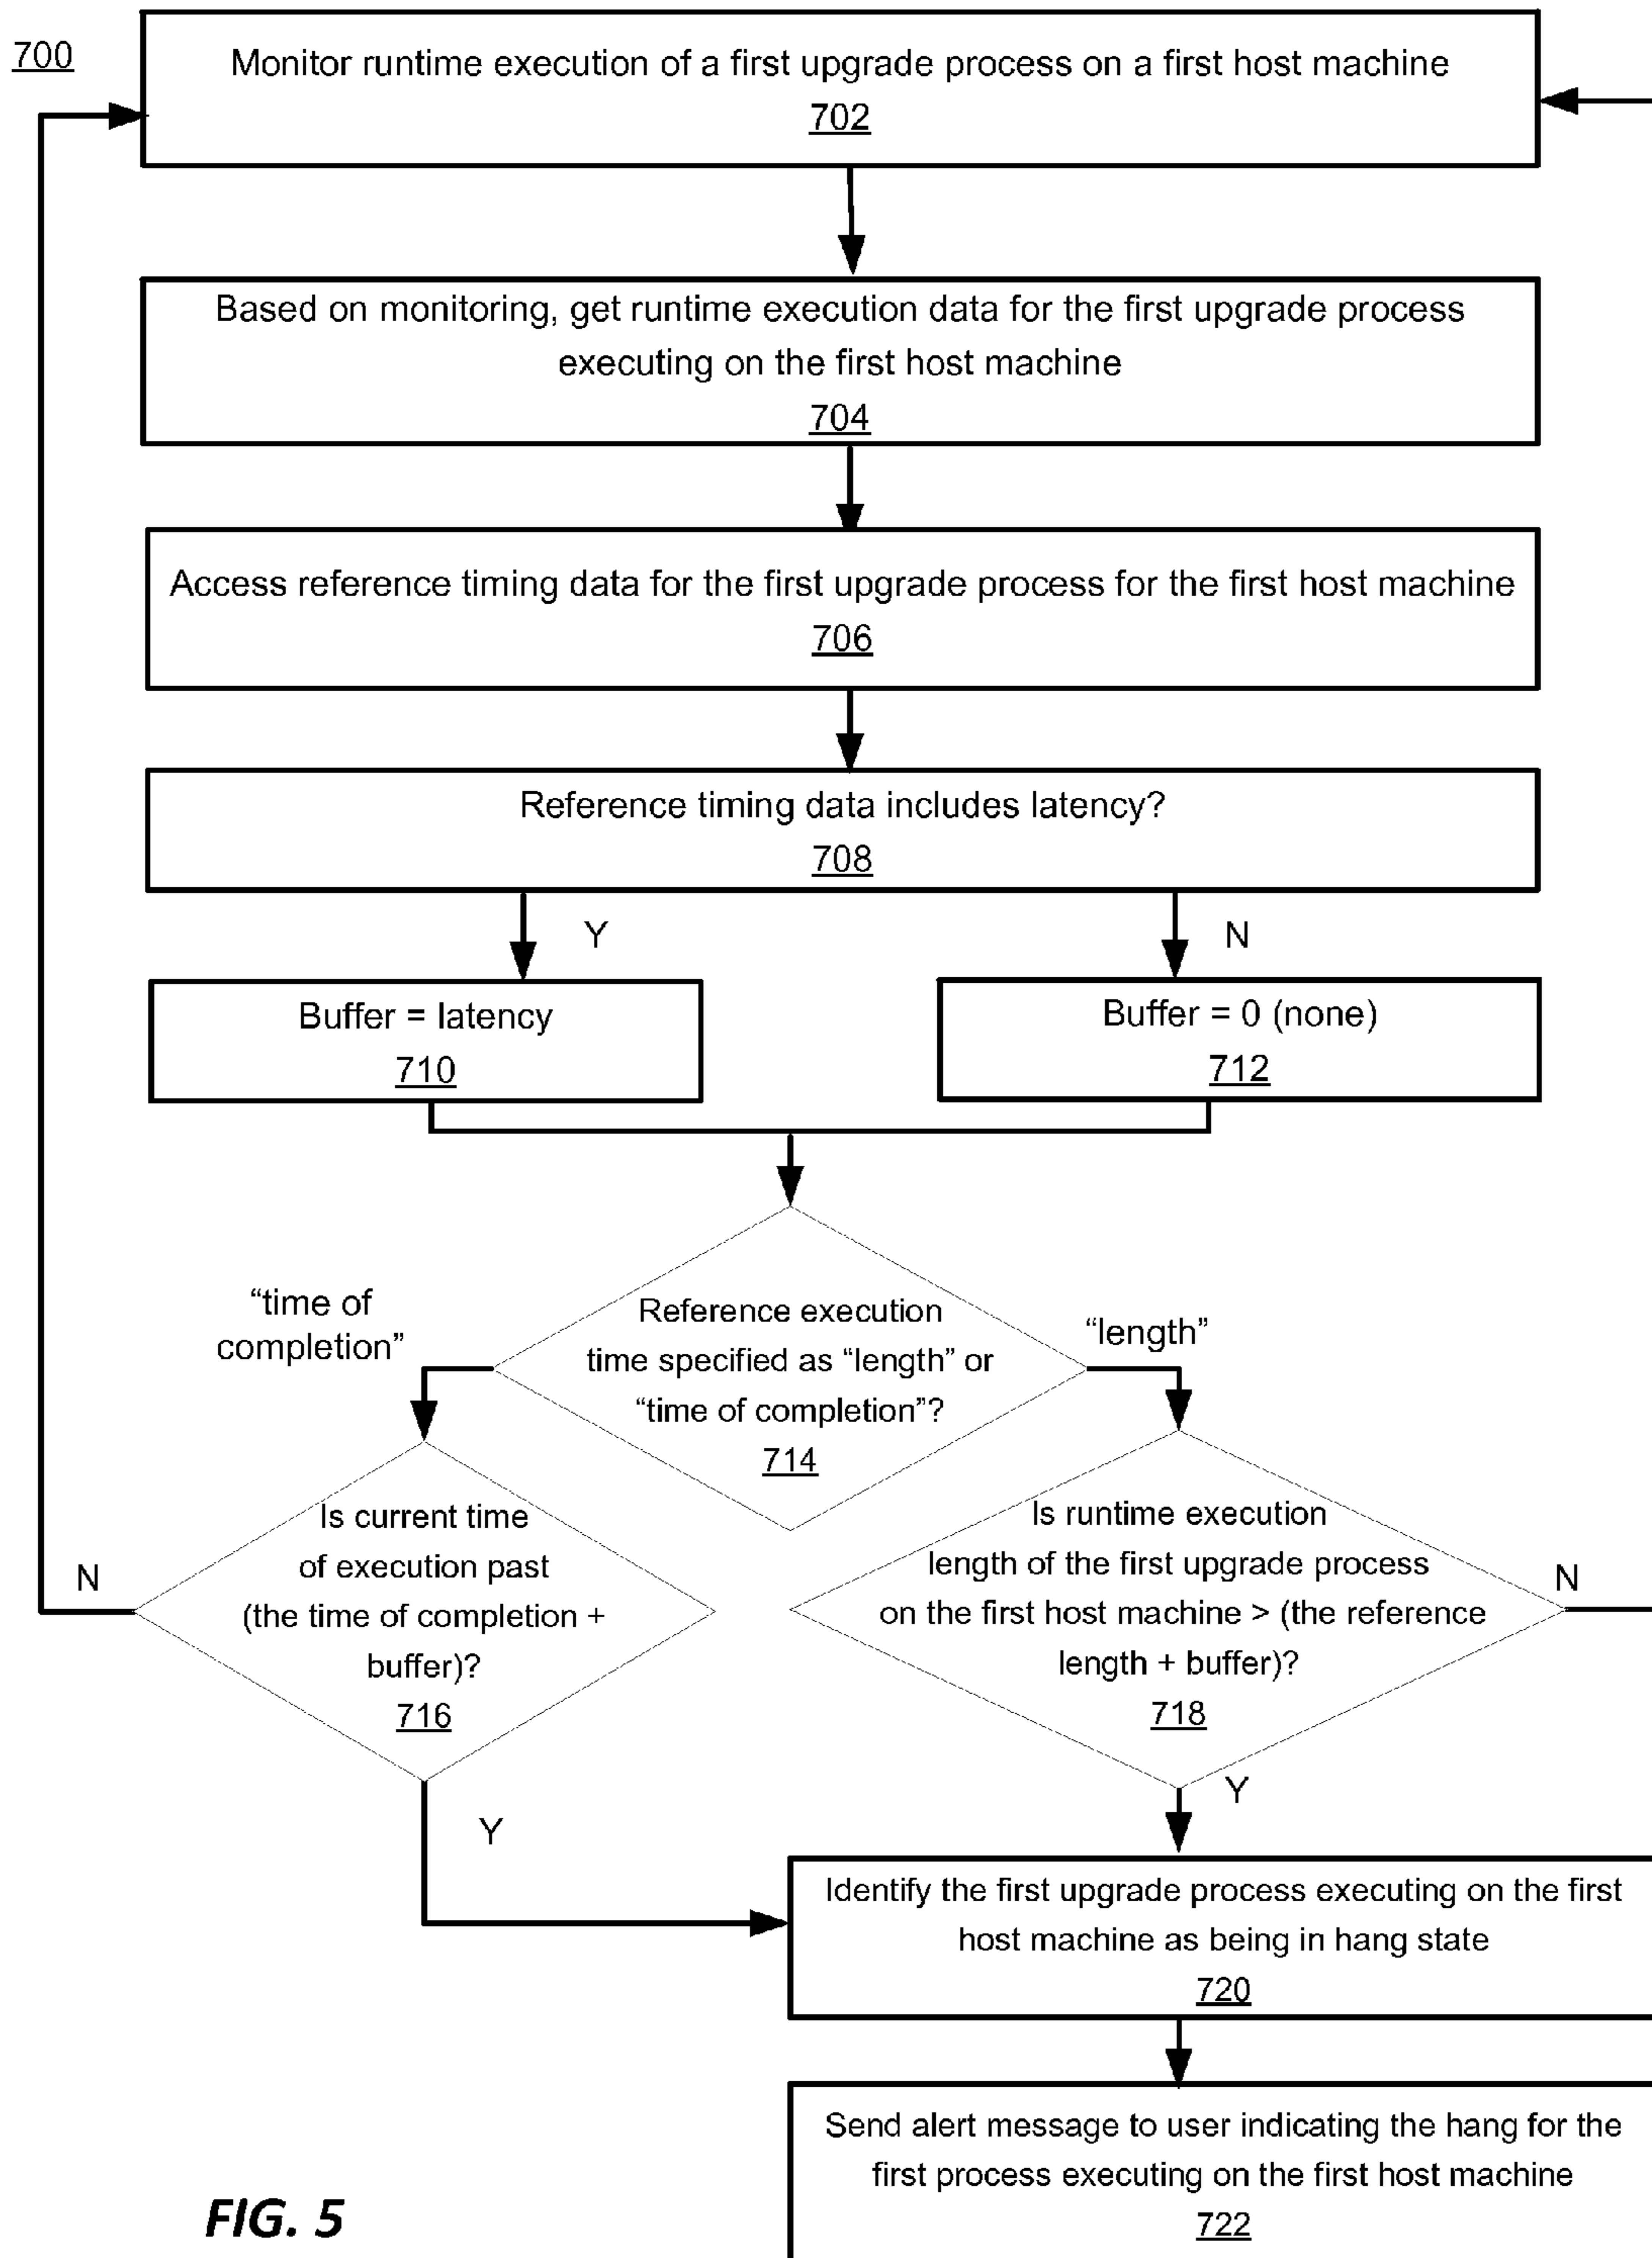 700
Monitor runtime execution of a first upgrade process on a first host machine
702
Based on monitoring, get runtime execution data for the first upgrade process
executing on the first host machine
704
Access reference timing data for the first upgrade process for the first host machine
706
Reference timing data includes latency?
708
Y
N
Buffer = latency
710
Buffer = 0 (none)
712
“time of
completion”
Reference execution
time specified as “length” or
“time of completion”?
714
“length”
Is current time
of execution past
(the time of completion +
buffer)?
716
N
Y
Is runtime execution
length of the first upgrade process
on the first host machine > (the reference
length + buffer)?
718
N
Y
Identify the first upgrade process executing on the first
host machine as being in hang state
720
Send alert message to user indicating the hang for the
first process executing on the first host machine
722
FIG. 5